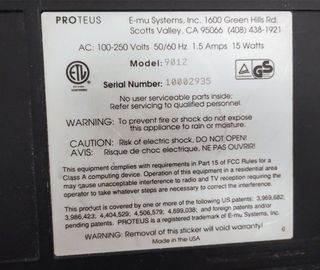 PROTEUS E-mu Systems, Inc. 1600 Green Hills Rd.
Scotts Valley, CA 95066 (408) 438-1921
AC: 100-250 Volts 50/60 Hz 1.5 Amps 15 Watts
Model: 9012
Serial Number: 10002935
ETL
GS
No user serviceable parts inside:
Refer servicing to qualified personnel.
WARNING: To prevent fire or shock do not expose
this appliance to rain or moisture.
CAUTION: Risk of electric shock. DO NOT OPEN!
AVIS: Risque de choc electrique. NE PAS OUVRIR!
This equipment complies with requirements in Part 15 of FCC Rules for a
Class A computing device. Operation of this equipment in a residential area
may cause unacceptable interference to radio and TV reception requiring the
operator to take whatever steps are necessary to correct the interference.
This product is covered by one or more of the following US patents: 3,969,682;
3,986,423; 4,404,529; 4,506,579; 4,699,038; and foreign patents and/or
pending patents. PROTEUS is a registered trademark of E-mu Systems, Inc.
WARNING: Removal of this sticker will void warranty!
Made in the USA